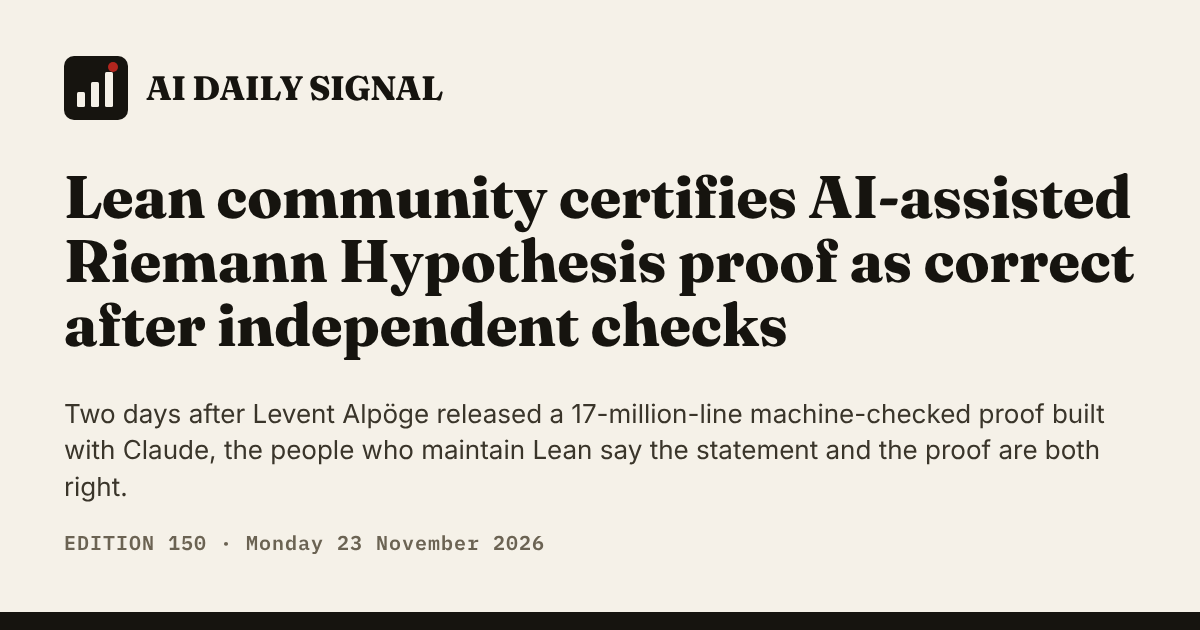 AI DAILY SIGNAL
Lean community certifies AI-assisted
Riemann Hypothesis proof as correct
after independent checks
Two days after Levent Alpöge released a 17-million-line machine-checked proof built
with Claude, the people who maintain Lean say the statement and the proof are both
right.
EDITION 150 · Monday 23 November 2026